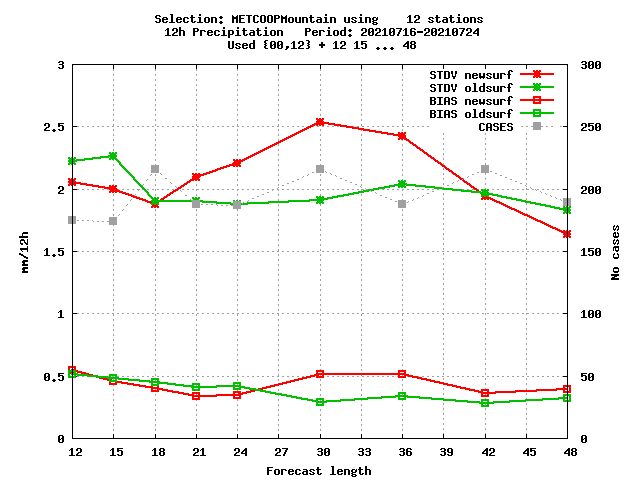 Selection: METCOOPMountain using    12 stations
12h Precipitation   Period: 20210716-20210724
Used {00,12} + 12 15 ... 48
STDV newsurf
STDV oldsurf
BIAS newsurf
BIAS oldsurf
CASES
3
2.5
2
1.5
1
0.5
0
mm/12h
300
250
200
150
100
50
0
No cases
12 15 18 21 24 27 30 33 36 39 42 45 48
Forecast length